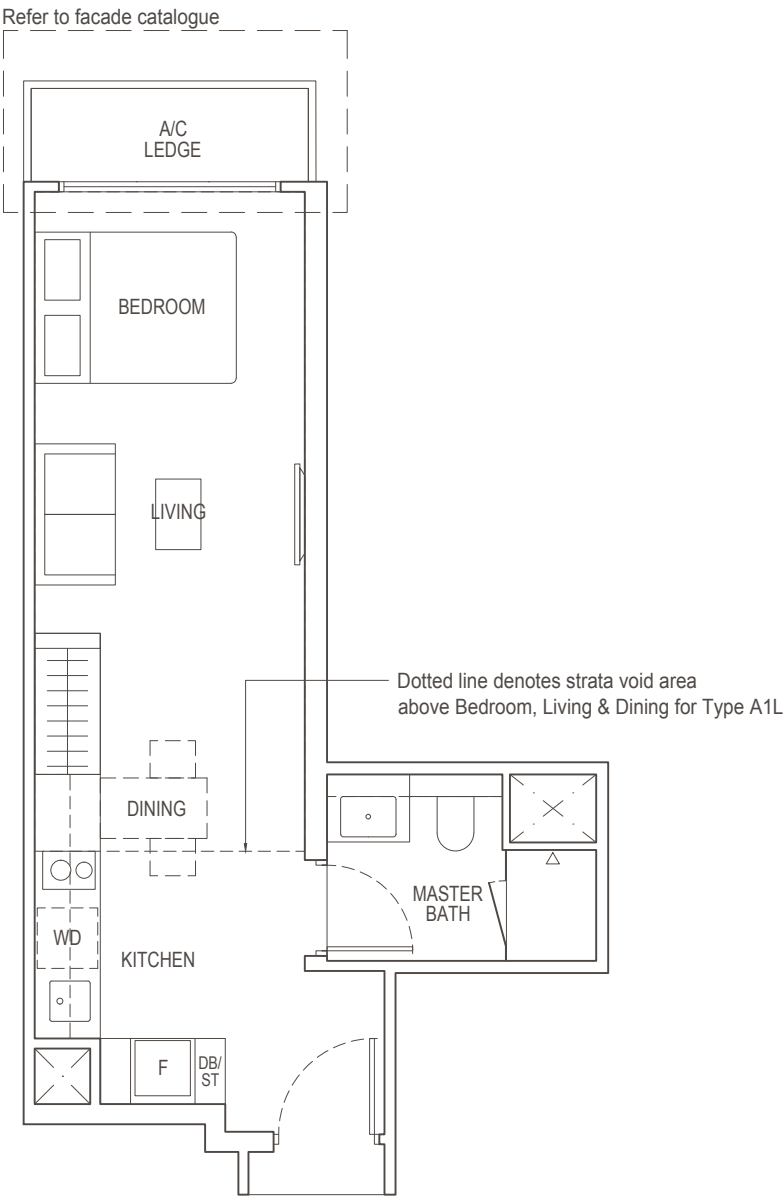 Refer to facade catalogue
A/C
LEDGE
BEDROOM
LIVING
Dotted line denotes strata void area
above Bedroom, Living & Dining for Type A1L
DINING
MASTER
BATH
WD
KITCHEN
F
DB/
ST